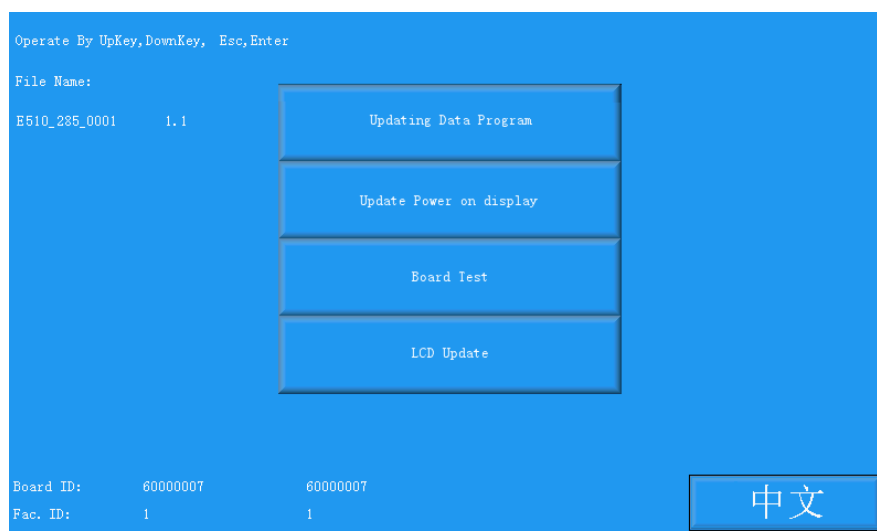 Operate By UpKey,DownKey, Esc,Enter
File Name:
E510_285_0001 1.1
Updating Data Program
Update Power on display
Board Test
LCD Update
Board ID: 60000007 60000007
Fac. ID: 1 1
中文